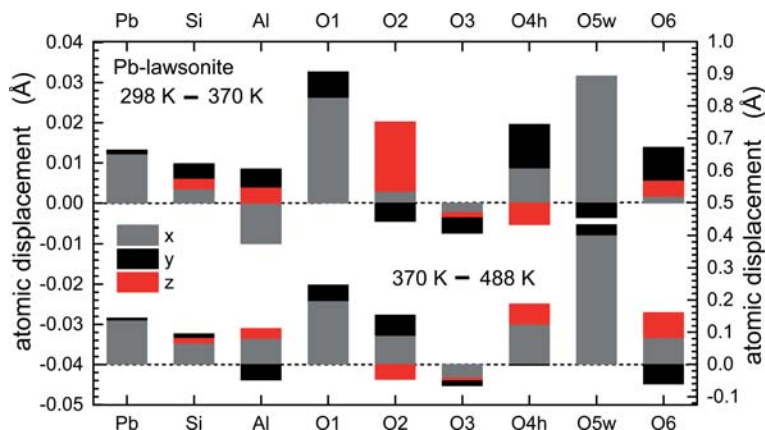 Pb Si Al O1 O2 O3 O4h O5w O6
0.04
0.03
0.02
0.01
0.00
-0.01
-0.02
-0.03
-0.04
-0.05
atomic displacement (Å)
Pb-lawsonite
298 K – 370 K
x
y
z
370 K – 488 K
1.0
0.9
0.8
0.7
0.6
0.5
0.4
0.3
0.2
0.1
0.0
-0.1
atomic displacement (Å)
Pb Si Al O1 O2 O3 O4h O5w O6